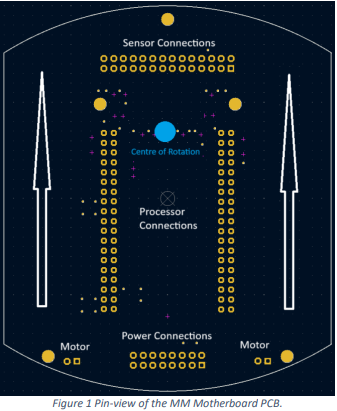 Sensor Connections
Centre of Rotation
Processor
Connections
Power Connections
Motor
Motor
Figure 1 Pin-view of the MM Motherboard PCB.